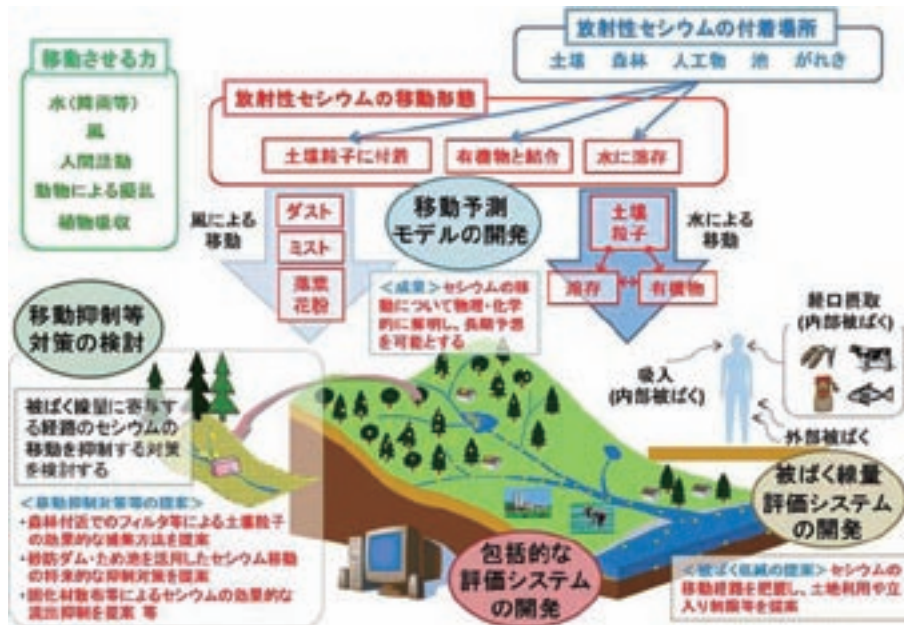 放射性セシウムの付着場所
土壌 森林 人工物 池 がれき
移動させる力
水(降雨等)
風
人間活動
動物による擾乱
植物吸収
放射性セシウムの移動形態
土壌粒子に付着
有機物と結合
水に溶存
風による
移動
ダスト
ミスト
落葉
花粉
移動予測
モデルの開発
土壌
粒子
溶存
有機物
水による
移動
<成果>セシウムの移
動について物理・化学
的に解明し、長期予想
を可能とする
経口摂取
(内部被ばく)
吸入
(内部被ばく)
外部被ばく
移動抑制等
対策の検討
被ばく線量に寄与す
る経路のセシウムの
移動を抑制する対策
を検討する
<移動抑制対策等の提案>
・森林付近でのフィルタ等による土壌粒子
の効果的な捕集方法を提案
・砂防ダム・ため池を活用したセシウム移動
の将来的な抑制対策を提案
・固化材散布等によるセシウムの効果的な
流出抑制を提案 等
包括的な
評価システム
の開発
被ばく線量
評価システム
の開発
<被ばく低減の提案>セシウムの
移動経路を把握し、土地利用や立
入り制限等を提案